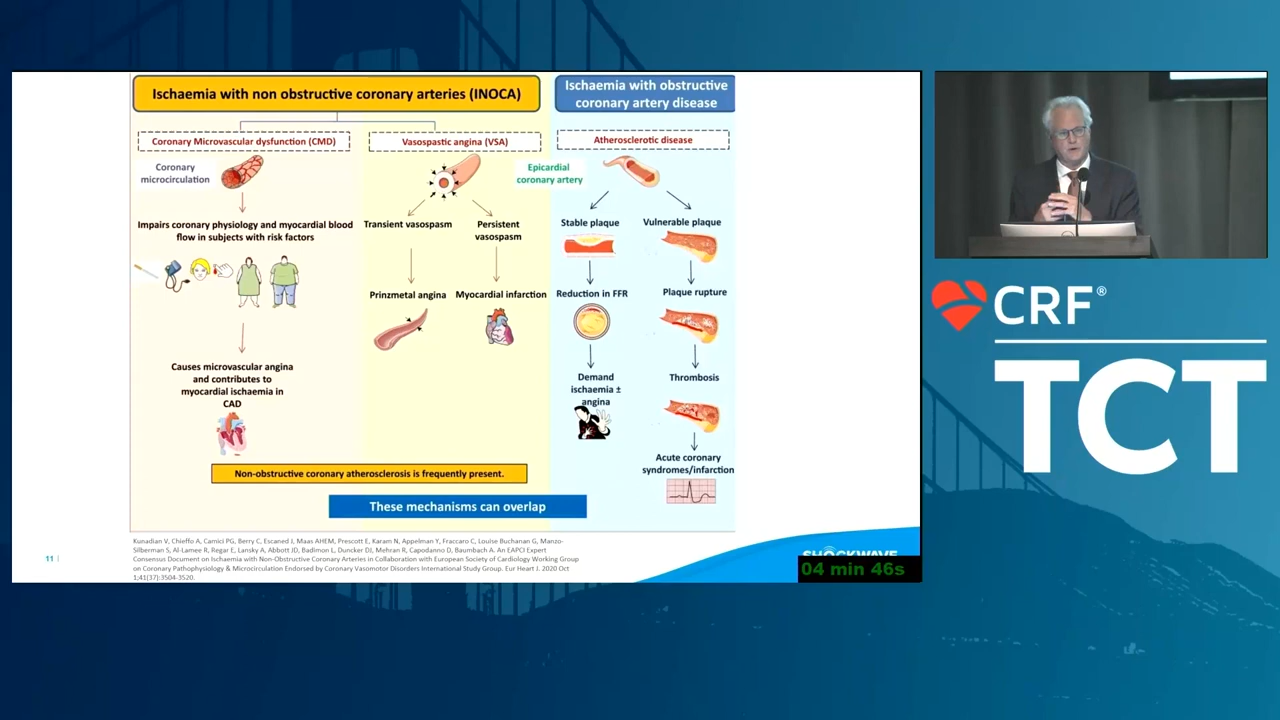 Ischaemia with non obstructive coronary arteries (INOCA)
Ischaemia with obstructive
coronary artery disease
Coronary Microvascular dysfunction (CMD)
Vasospastic angina (VSA)
Atherosclerotic disease
Coronary
microcirculation
Epicardial
coronary artery
Impairs coronary physiology and myocardial blood
flow in subjects with risk factors
Transient vasospasm
Persistent
vasospasm
Stable plaque
Vulnerable plaque
Prinzmetal angina
Myocardial infarction
Reduction in FFR
Plaque rupture
Causes microvascular angina
and contributes to
myocardial ischaemia in
CAD
Demand
ischaemia ±
angina
Thrombosis
Acute coronary
syndromes/infarction
Non-obstructive coronary atherosclerosis is frequently present.
These mechanisms can overlap
Kunadian V, Chieffo A, Camici PG, Berry C, Escaned J, Maas AHEM, Prescott E, Karam N, Appelman Y, Fraccaro C, Louise Buchanan G, Manzo-
Silberman S, Al-Lamee R, Regar E, Lansky A, Abbott JD, Badimon L, Duncker DJ, Mehran R, Capodanno D, Baumbach A. An EAPCI Expert
Consensus Document on Ischaemia with Non-Obstructive Coronary Arteries in Collaboration with European Society of Cardiology Working Group
on Coronary Pathophysiology & Microcirculation Endorsed by Coronary Vasomotor Disorders International Study Group. Eur Heart J. 2020 Oct
1;41(37):3504-3520.
11 |
SHOCKWAVE
04 min 46s
CRF®
TCT